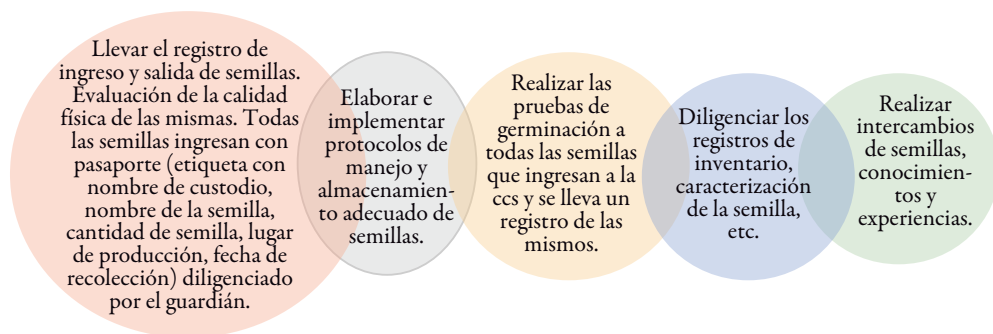 Llevar el registro de
ingreso y salida de semillas.
Evaluación de la calidad
física de las mismas. Todas
las semillas ingresan con
pasaporte (etiqueta con
nombre de custodio,
nombre de la semilla,
cantidad de semilla, lugar
de producción, fecha de
recolección) diligenciado
por el guardián.
Elaborar e
implementar
protocolos de
manejo y
almacenamien-
to adecuado de
semillas.
Realizar las
pruebas de
germinación a
todas las semillas
que ingresan a la
ccs y se lleva un
registro de las
mismos.
Diligenciar los
registros de
inventario,
caracterización
de la semilla,
etc.
Realizar
intercambios
de semillas,
conocimien-
tos y
experiencias.